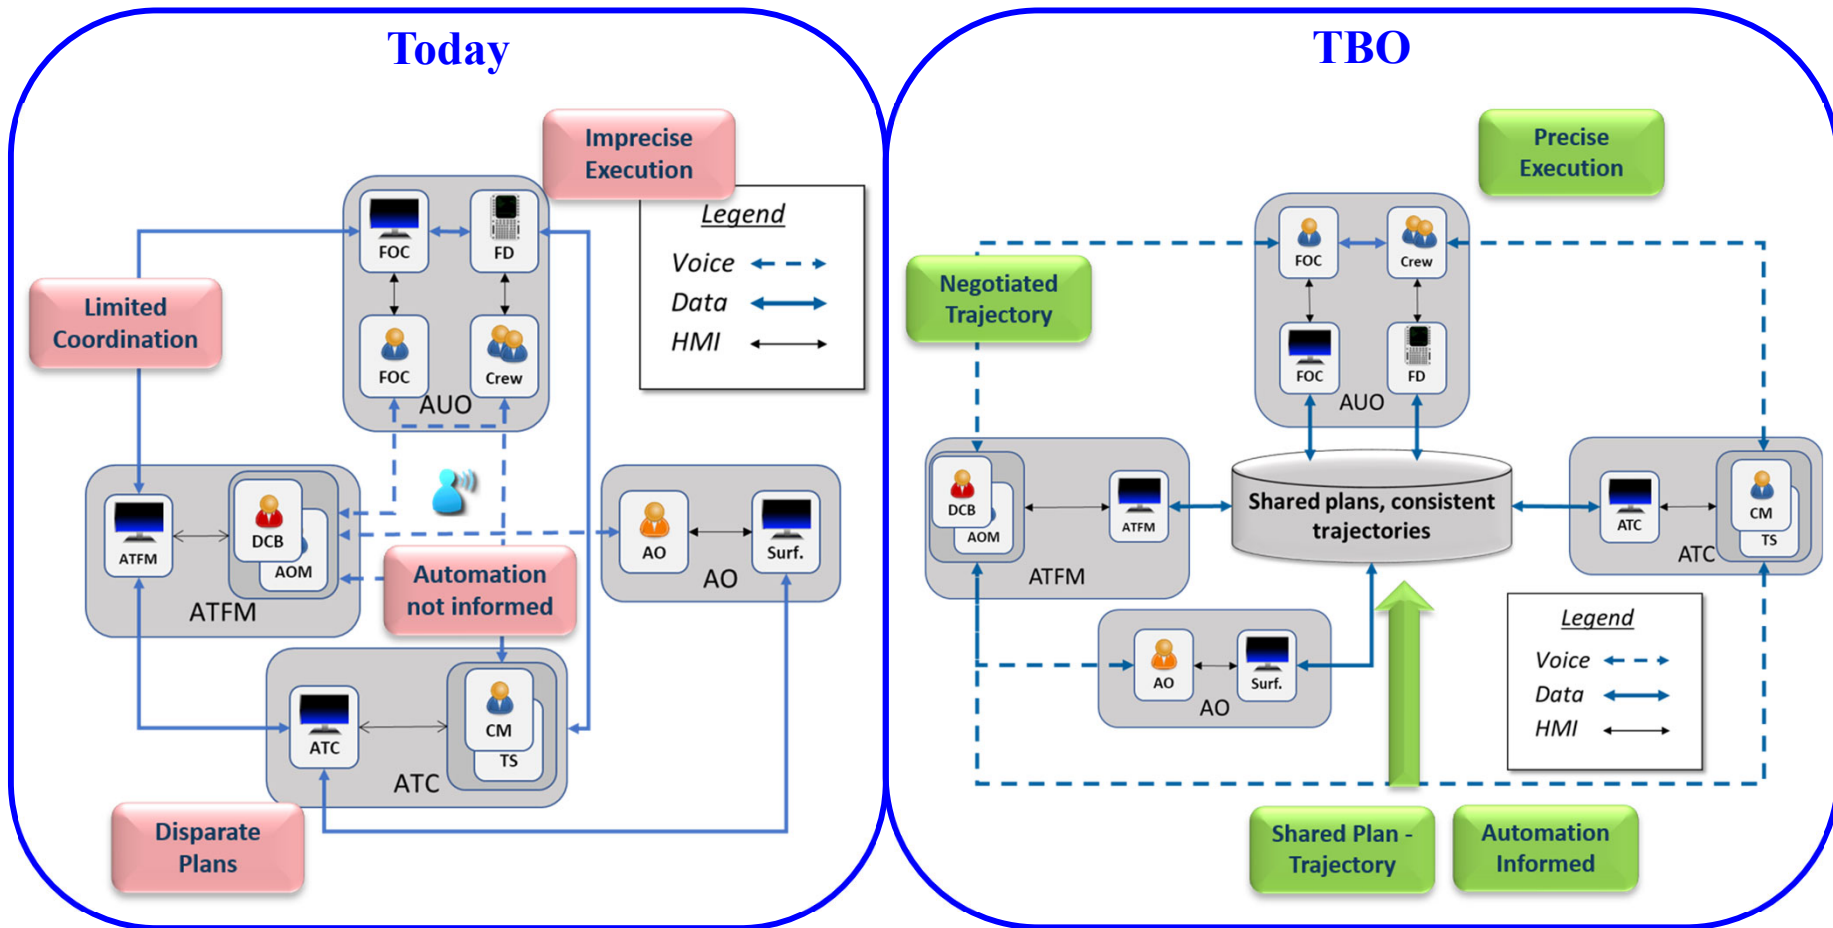 Today
Imprecise
Execution
FOC
FD
Legend
Voice
Data
HMI
Limited
Coordination
FOC
Crew
AUO
ATFM
DCB
AOM
ATFM
AO
Surf.
AO
Automation
not informed
ATC
CM
TS
ATC
Disparate
Plans
TBO
Precise
Execution
FOC
Crew
Negotiated
Trajectory
FOC
FD
AUO
DCB
AOM
ATFM
ATFM
Shared plans, consistent
trajectories
ATC
CM
TS
ATC
AO
Surf.
AO
Legend
Voice
Data
HMI
Shared Plan -
Trajectory
Automation
Informed